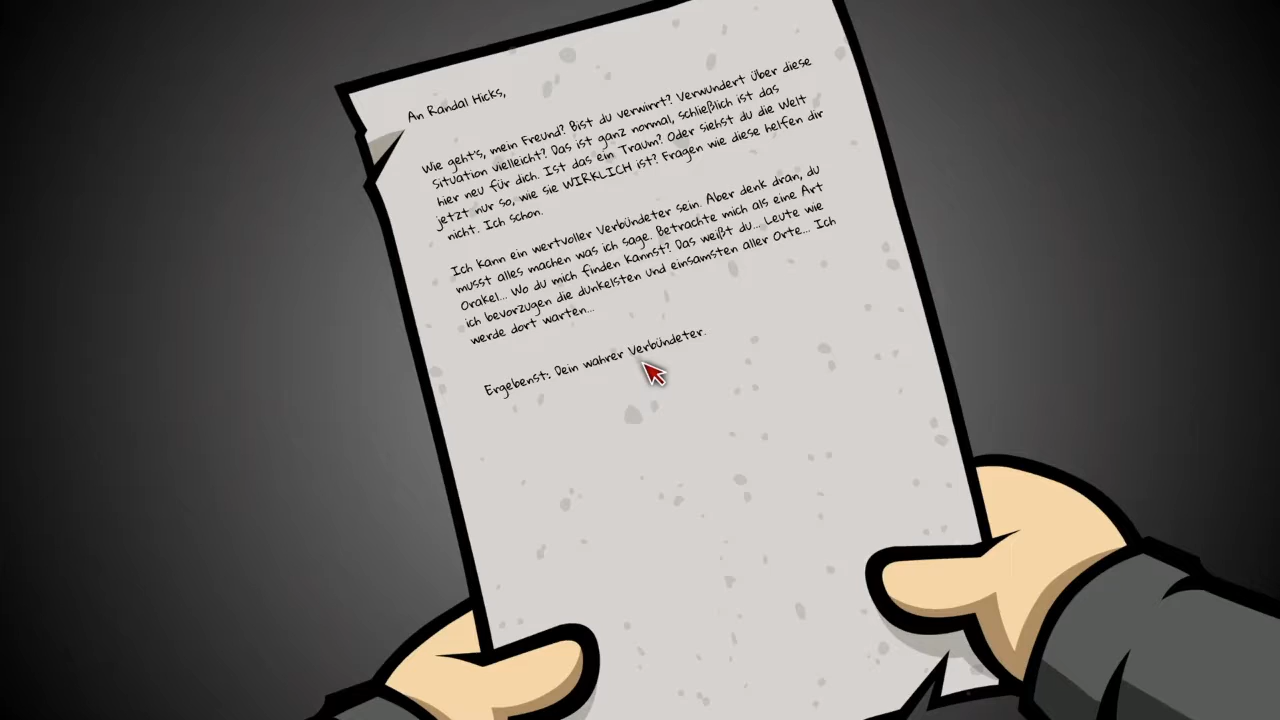 An Randal Hicks,
Wie geht's, mein Freund? Bist du verwirrt? Verwundert über diese
Situation vielleicht? Das ist ganz normal, schließlich ist das
hier neu für dich. Ist das ein Traum? Oder siehst du die Welt
jetzt nur so, wie sie WIRKLICH ist? Fragen wie diese helfen dir
nicht. Ich schon.
Ich kann ein wertvoller Verbündeter sein. Aber denk dran, du
musst alles machen was ich sage. Betrachte mich als eine Art
Orakel... Wo du mich finden kannst? Das weißt du... Leute wie
ich bevorzugen die dunkelsten und einsamsten aller Orte... Ich
werde dort warten...
Ergebenst: Dein wahrer Verbündeter.